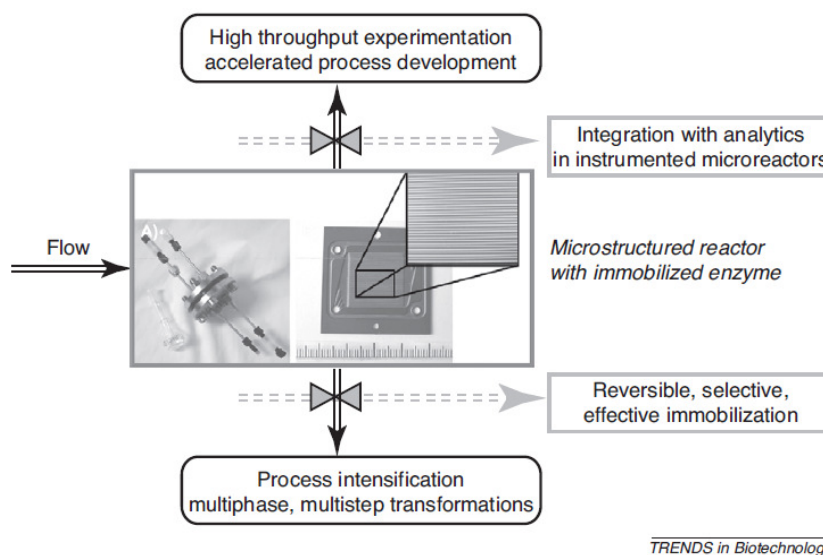 High throughput experimentation
accelerated process development
Integration with analytics
in instrumented microreactors
Flow
A)
Microstructured reactor
with immobilized enzyme
Reversible, selective,
effective immobilization
Process intensification
multiphase, multistep transformations
TRENDS in Biotechnolog